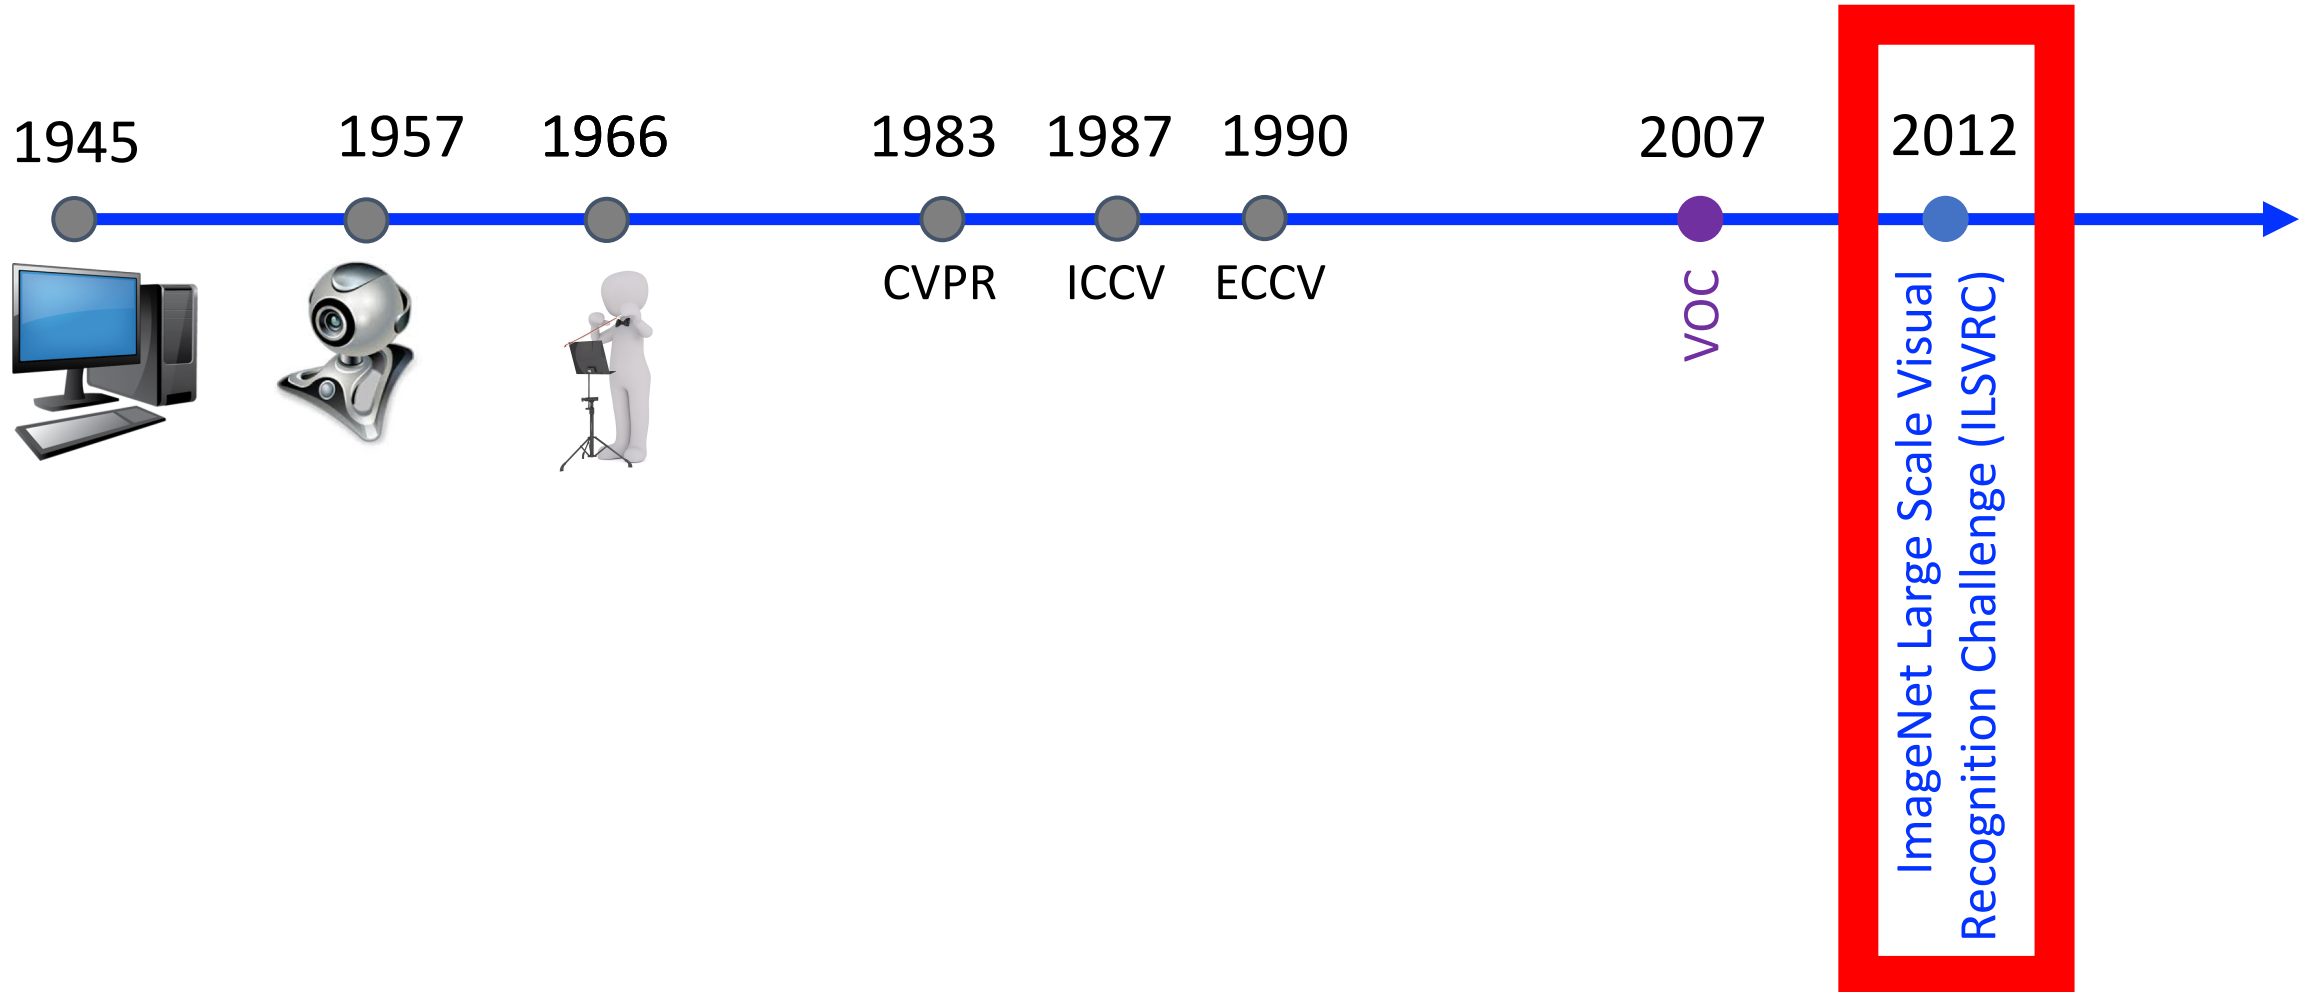 1945
1957
1966
1983
1987
1990
2007
2012
CVPR
ICCV
ECCV
VOC
ImageNet Large Scale Visual
Recognition Challenge (ILSVRC)